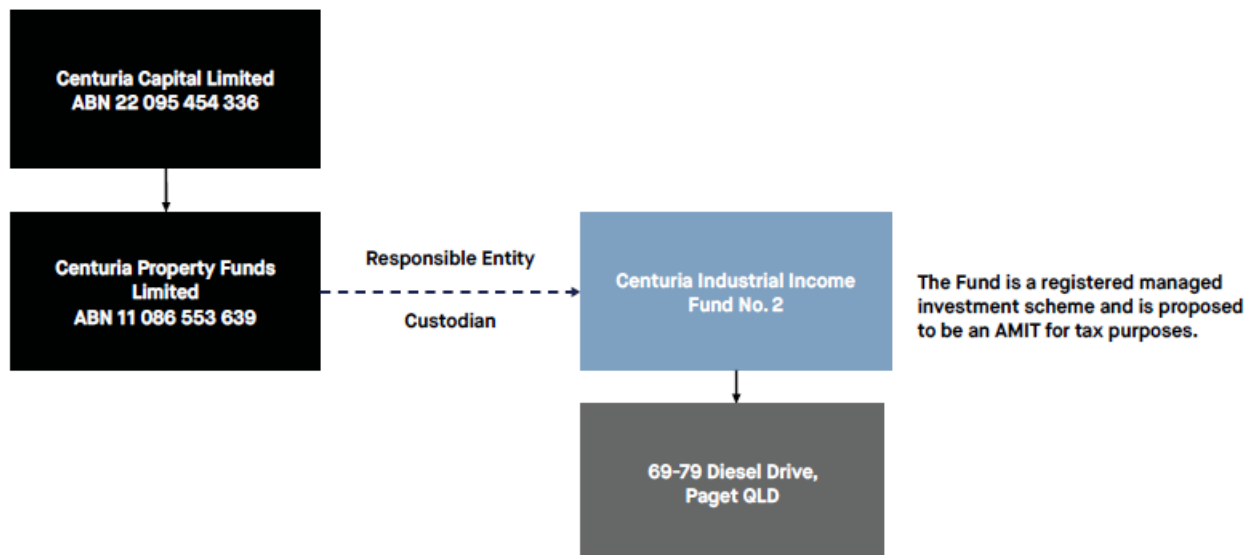 Centuria Capital Limited
ABN 22 095 454 336
Centuria Property Funds
Limited
ABN 11 086 553 639
Responsible Entity
Custodian
Centuria Industrial Income
Fund No. 2
The Fund is a registered managed
investment scheme and is proposed
to be an AMIT for tax purposes.
69-79 Diesel Drive,
Paget QLD